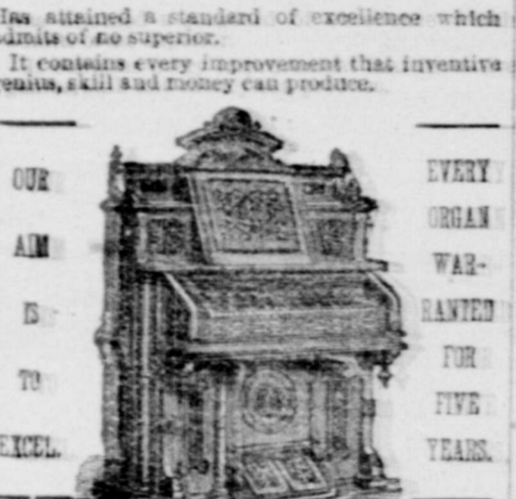 Has attained a standard of excellence which
admits of no superior.
It contains every improvement that inventive
genius, skill and money can produce.
OUR
AIM
IS
TO
EXCEL.
EVERY
ORGAN
WAR-
RANTED
FOR
FIVE
YEARS.